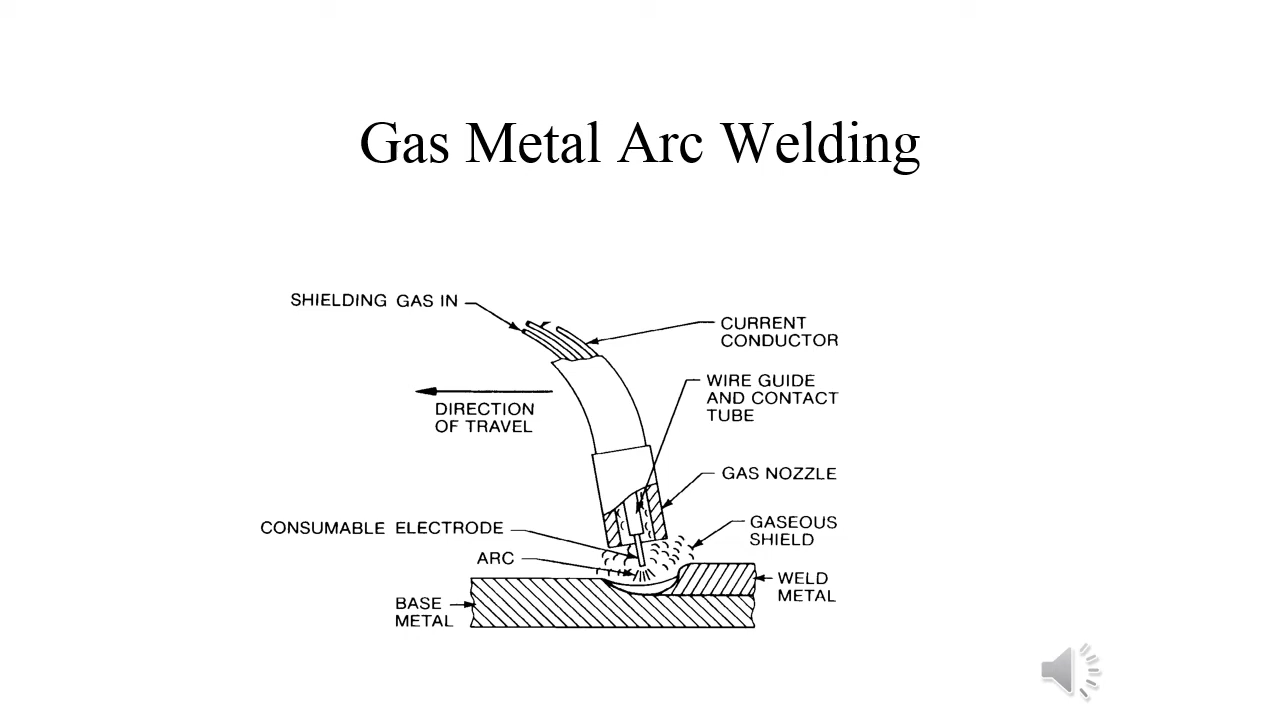 Gas Metal Arc Welding
SHIELDING GAS IN
CURRENT
CONDUCTOR
WIRE GUIDE
AND CONTACT
TUBE
DIRECTION
OF TRAVEL
GAS NOZZLE
CONSUMABLE ELECTRODE
GASEOUS
SHIELD
ARC
WELD
METAL
BASE
METAL